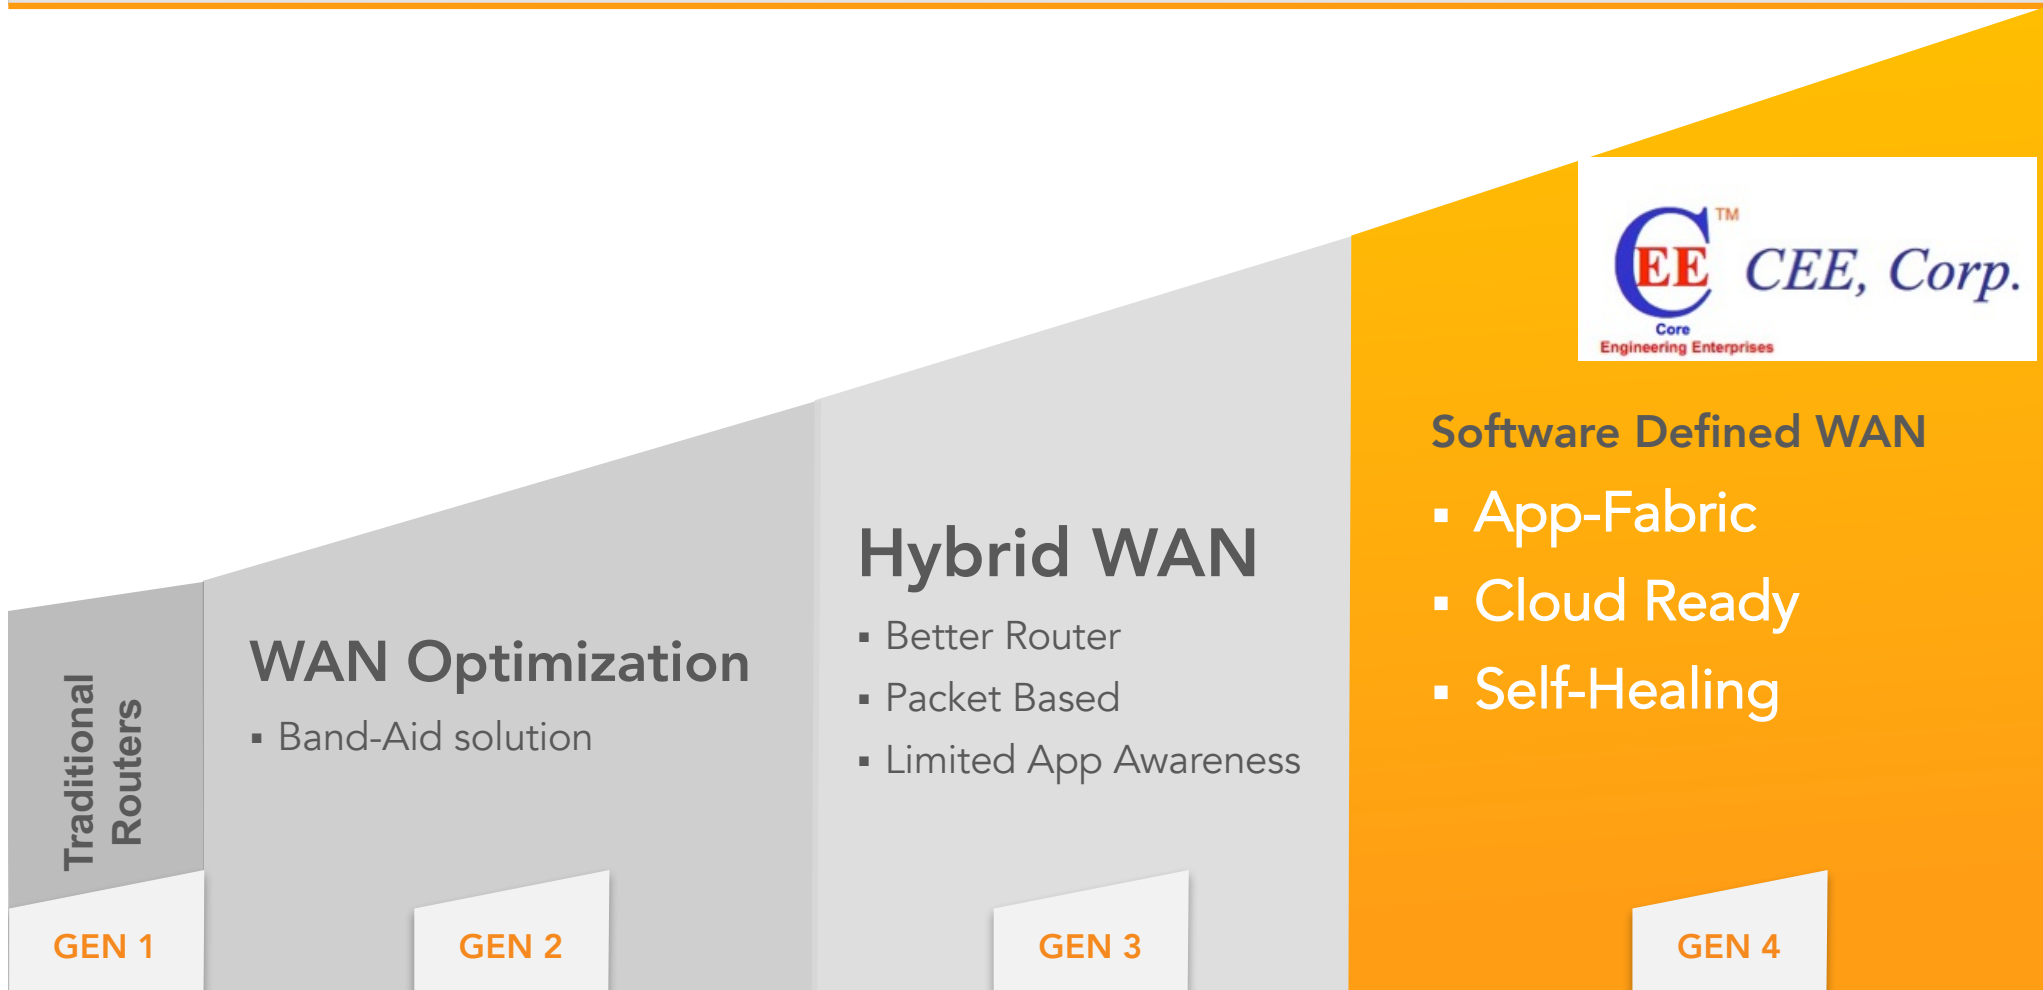 Traditional
Routers
GEN 1
WAN Optimization
▪ Band-Aid solution
GEN 2
Hybrid WAN
▪ Better Router
▪ Packet Based
▪ Limited App Awareness
GEN 3
CEE™
CEE, Corp.
Core
Engineering Enterprises
Software Defined WAN
▪ App-Fabric
▪ Cloud Ready
▪ Self-Healing
GEN 4